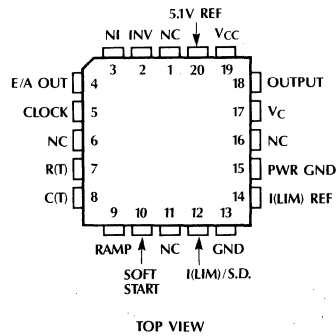 5.1V REF
NI INV NC VCC
3 2 1 20 19
E/A OUT 4 18 OUTPUT
CLOCK 5 17 VC
NC 6 16 NC
R(T) 7 15 PWR GND
C(T) 8 14 I(LIM) REF
9 10 11 12 13
RAMP NC GND
SOFT START I(LIM)/S.D.
TOP VIEW